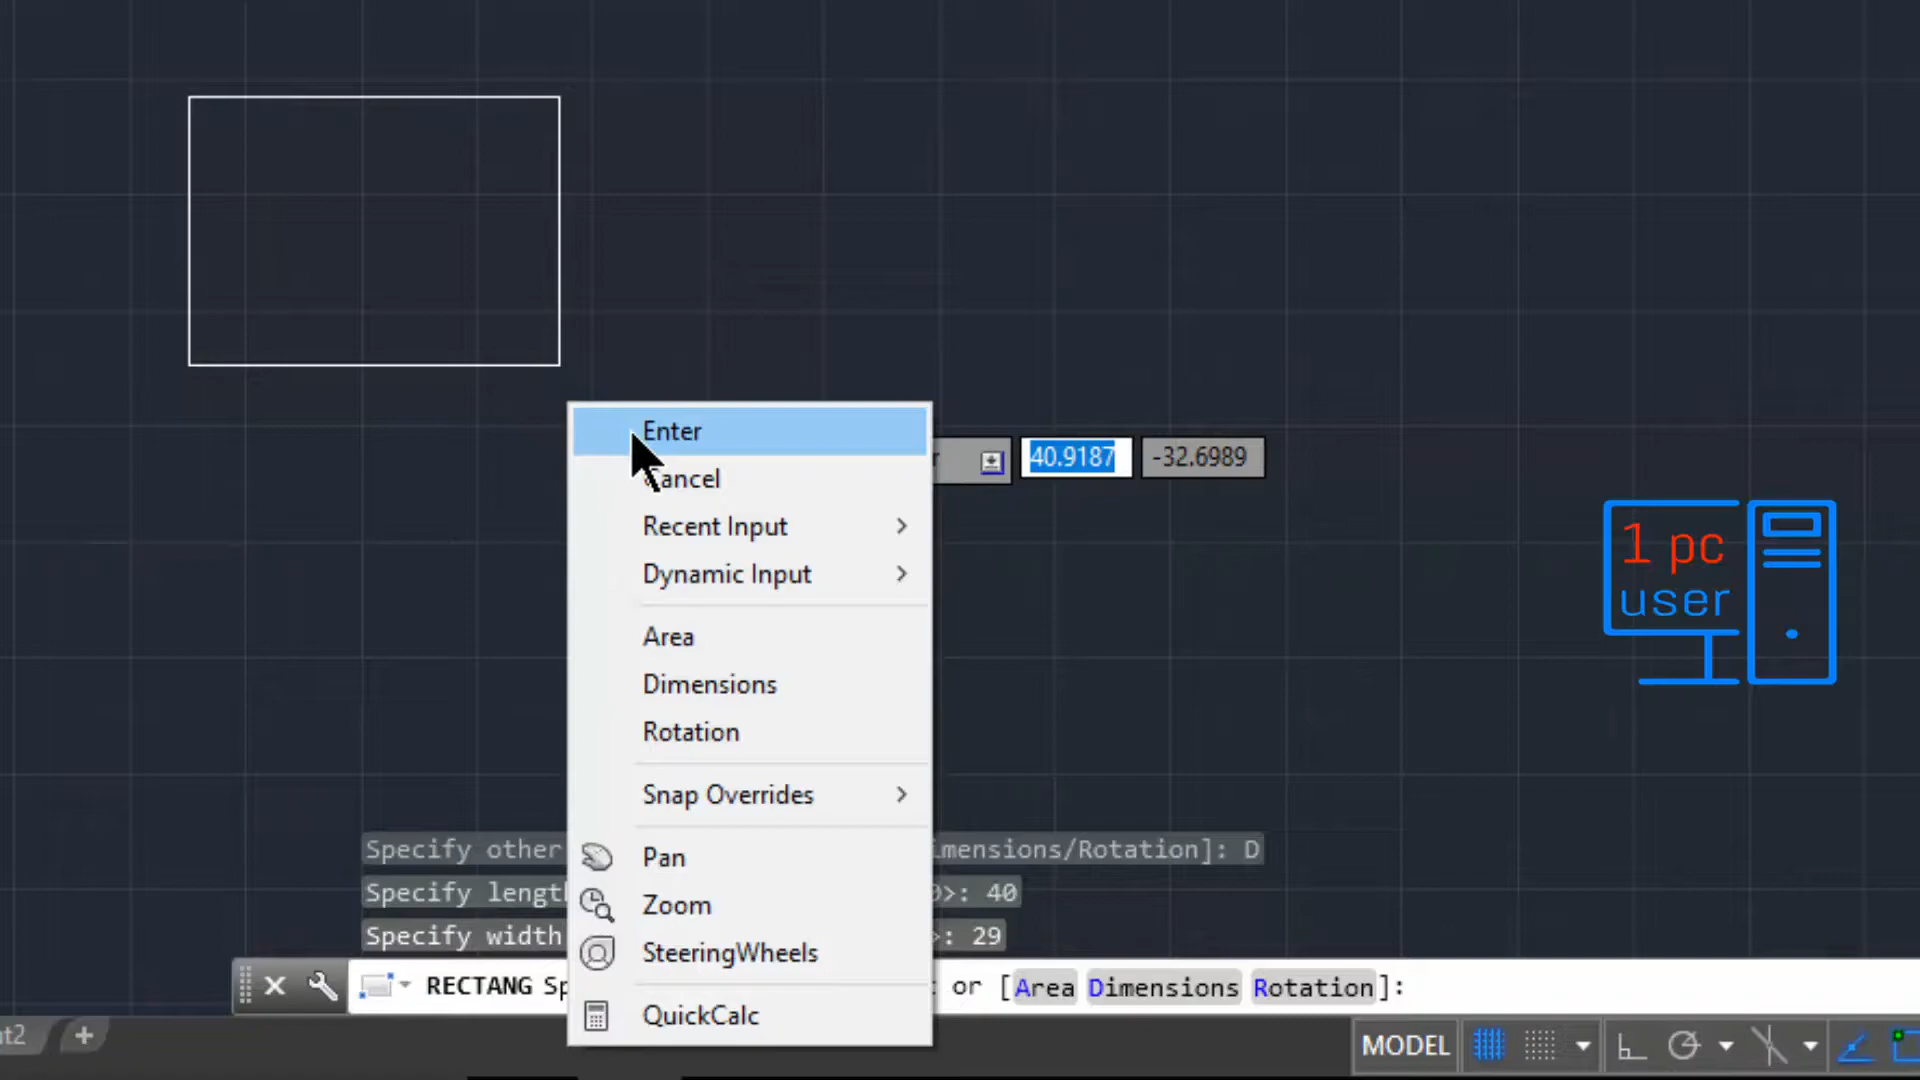 Enter
Cancel
40.9187
-32.6989
Recent Input
Dynamic Input
1 pc
user
Area
Dimensions
Rotation
Snap Overrides
Pan
Specify other imensions/Rotation]: D
Zoom
Specify length >: 40
Specify width >: 29
SteeringWheels
RECTANG Sp or [Area Dimensions Rotation]:
QuickCalc
MODEL